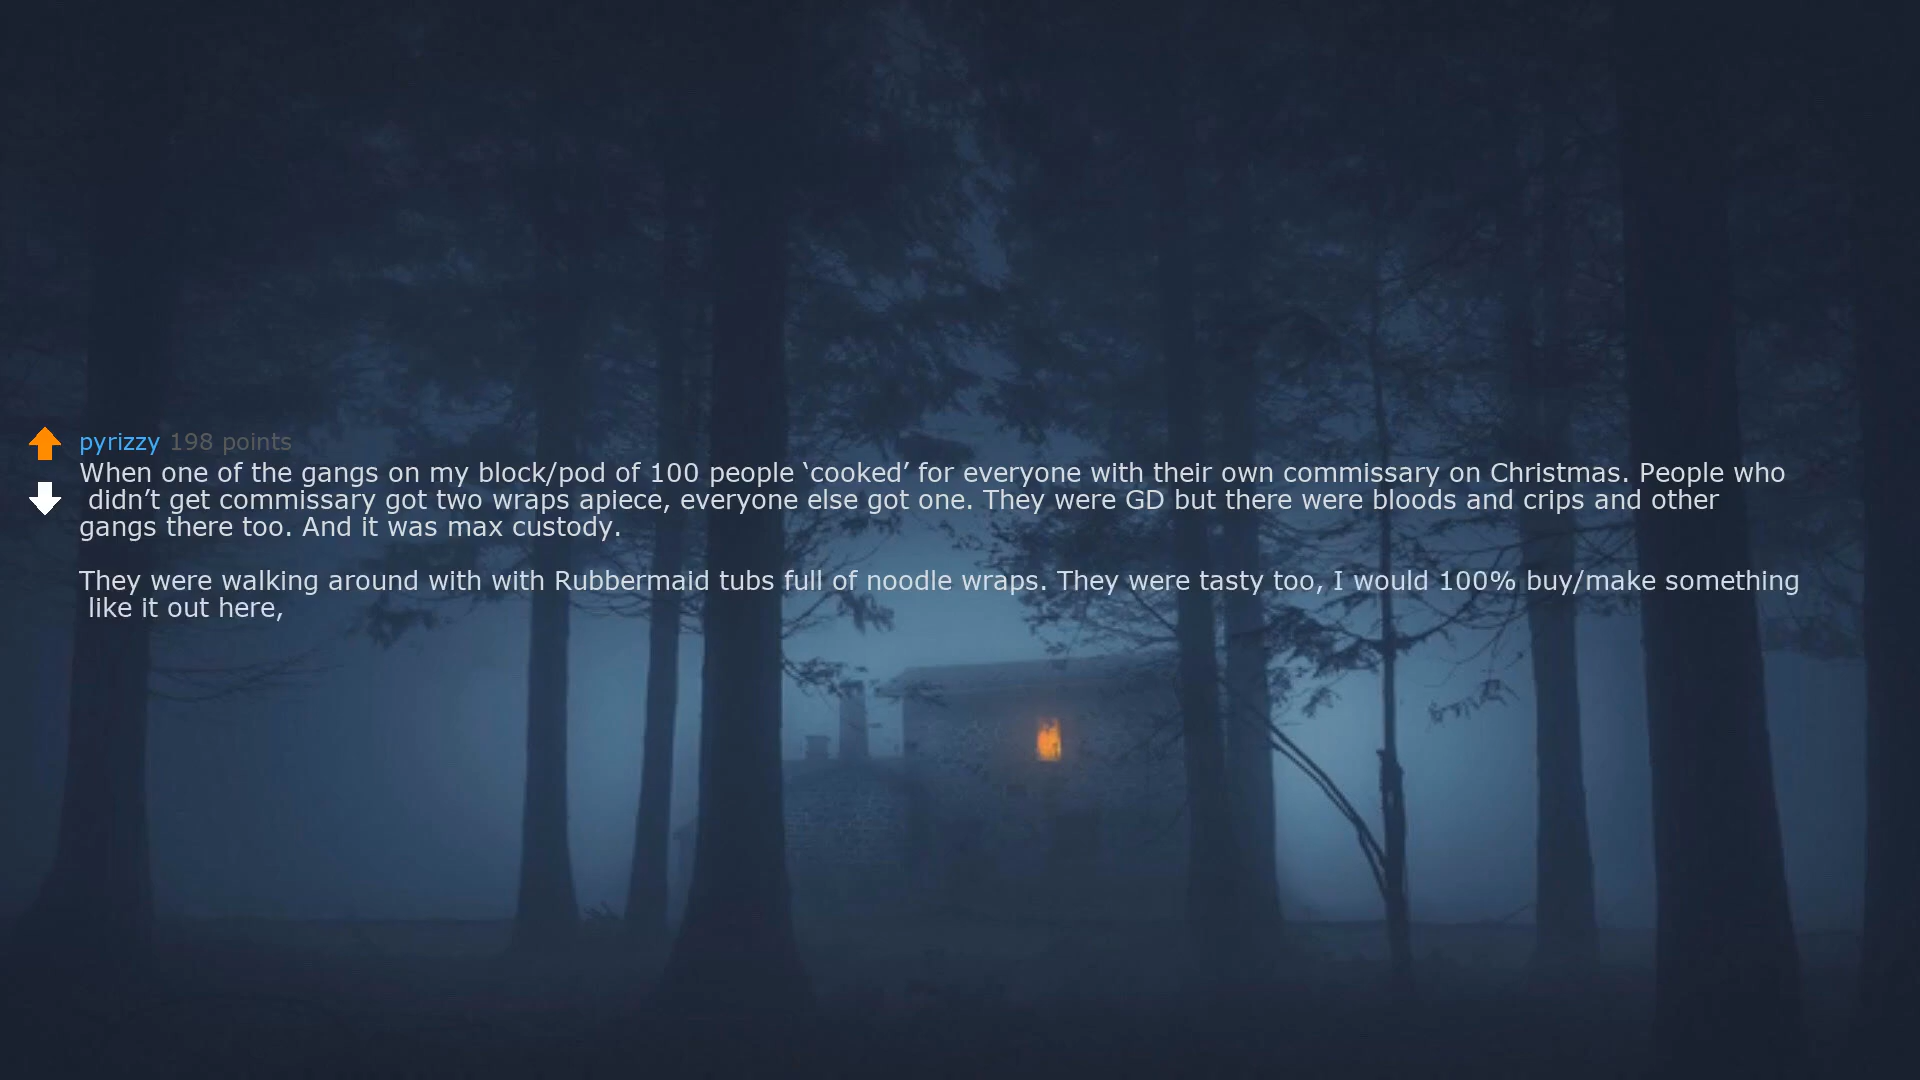 pyrizzy 198 points
When one of the gangs on my block/pod of 100 people ‘cooked’ for everyone with their own commissary on Christmas. People who
didn’t get commissary got two wraps apiece, everyone else got one. They were GD but there were bloods and crips and other
gangs there too. And it was max custody.
They were walking around with with Rubbermaid tubs full of noodle wraps. They were tasty too, I would 100% buy/make something
like it out here,